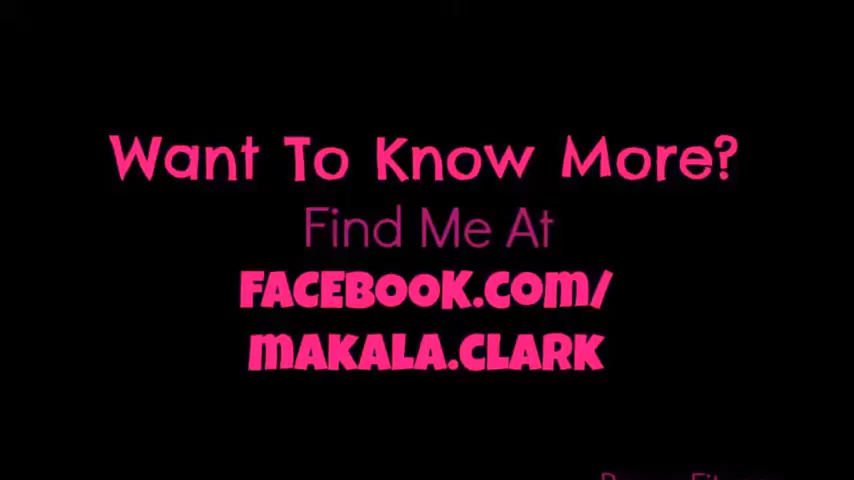 Want To Know More?
Find Me At
FACEBOOK.COM/
MAKALA.CLARK